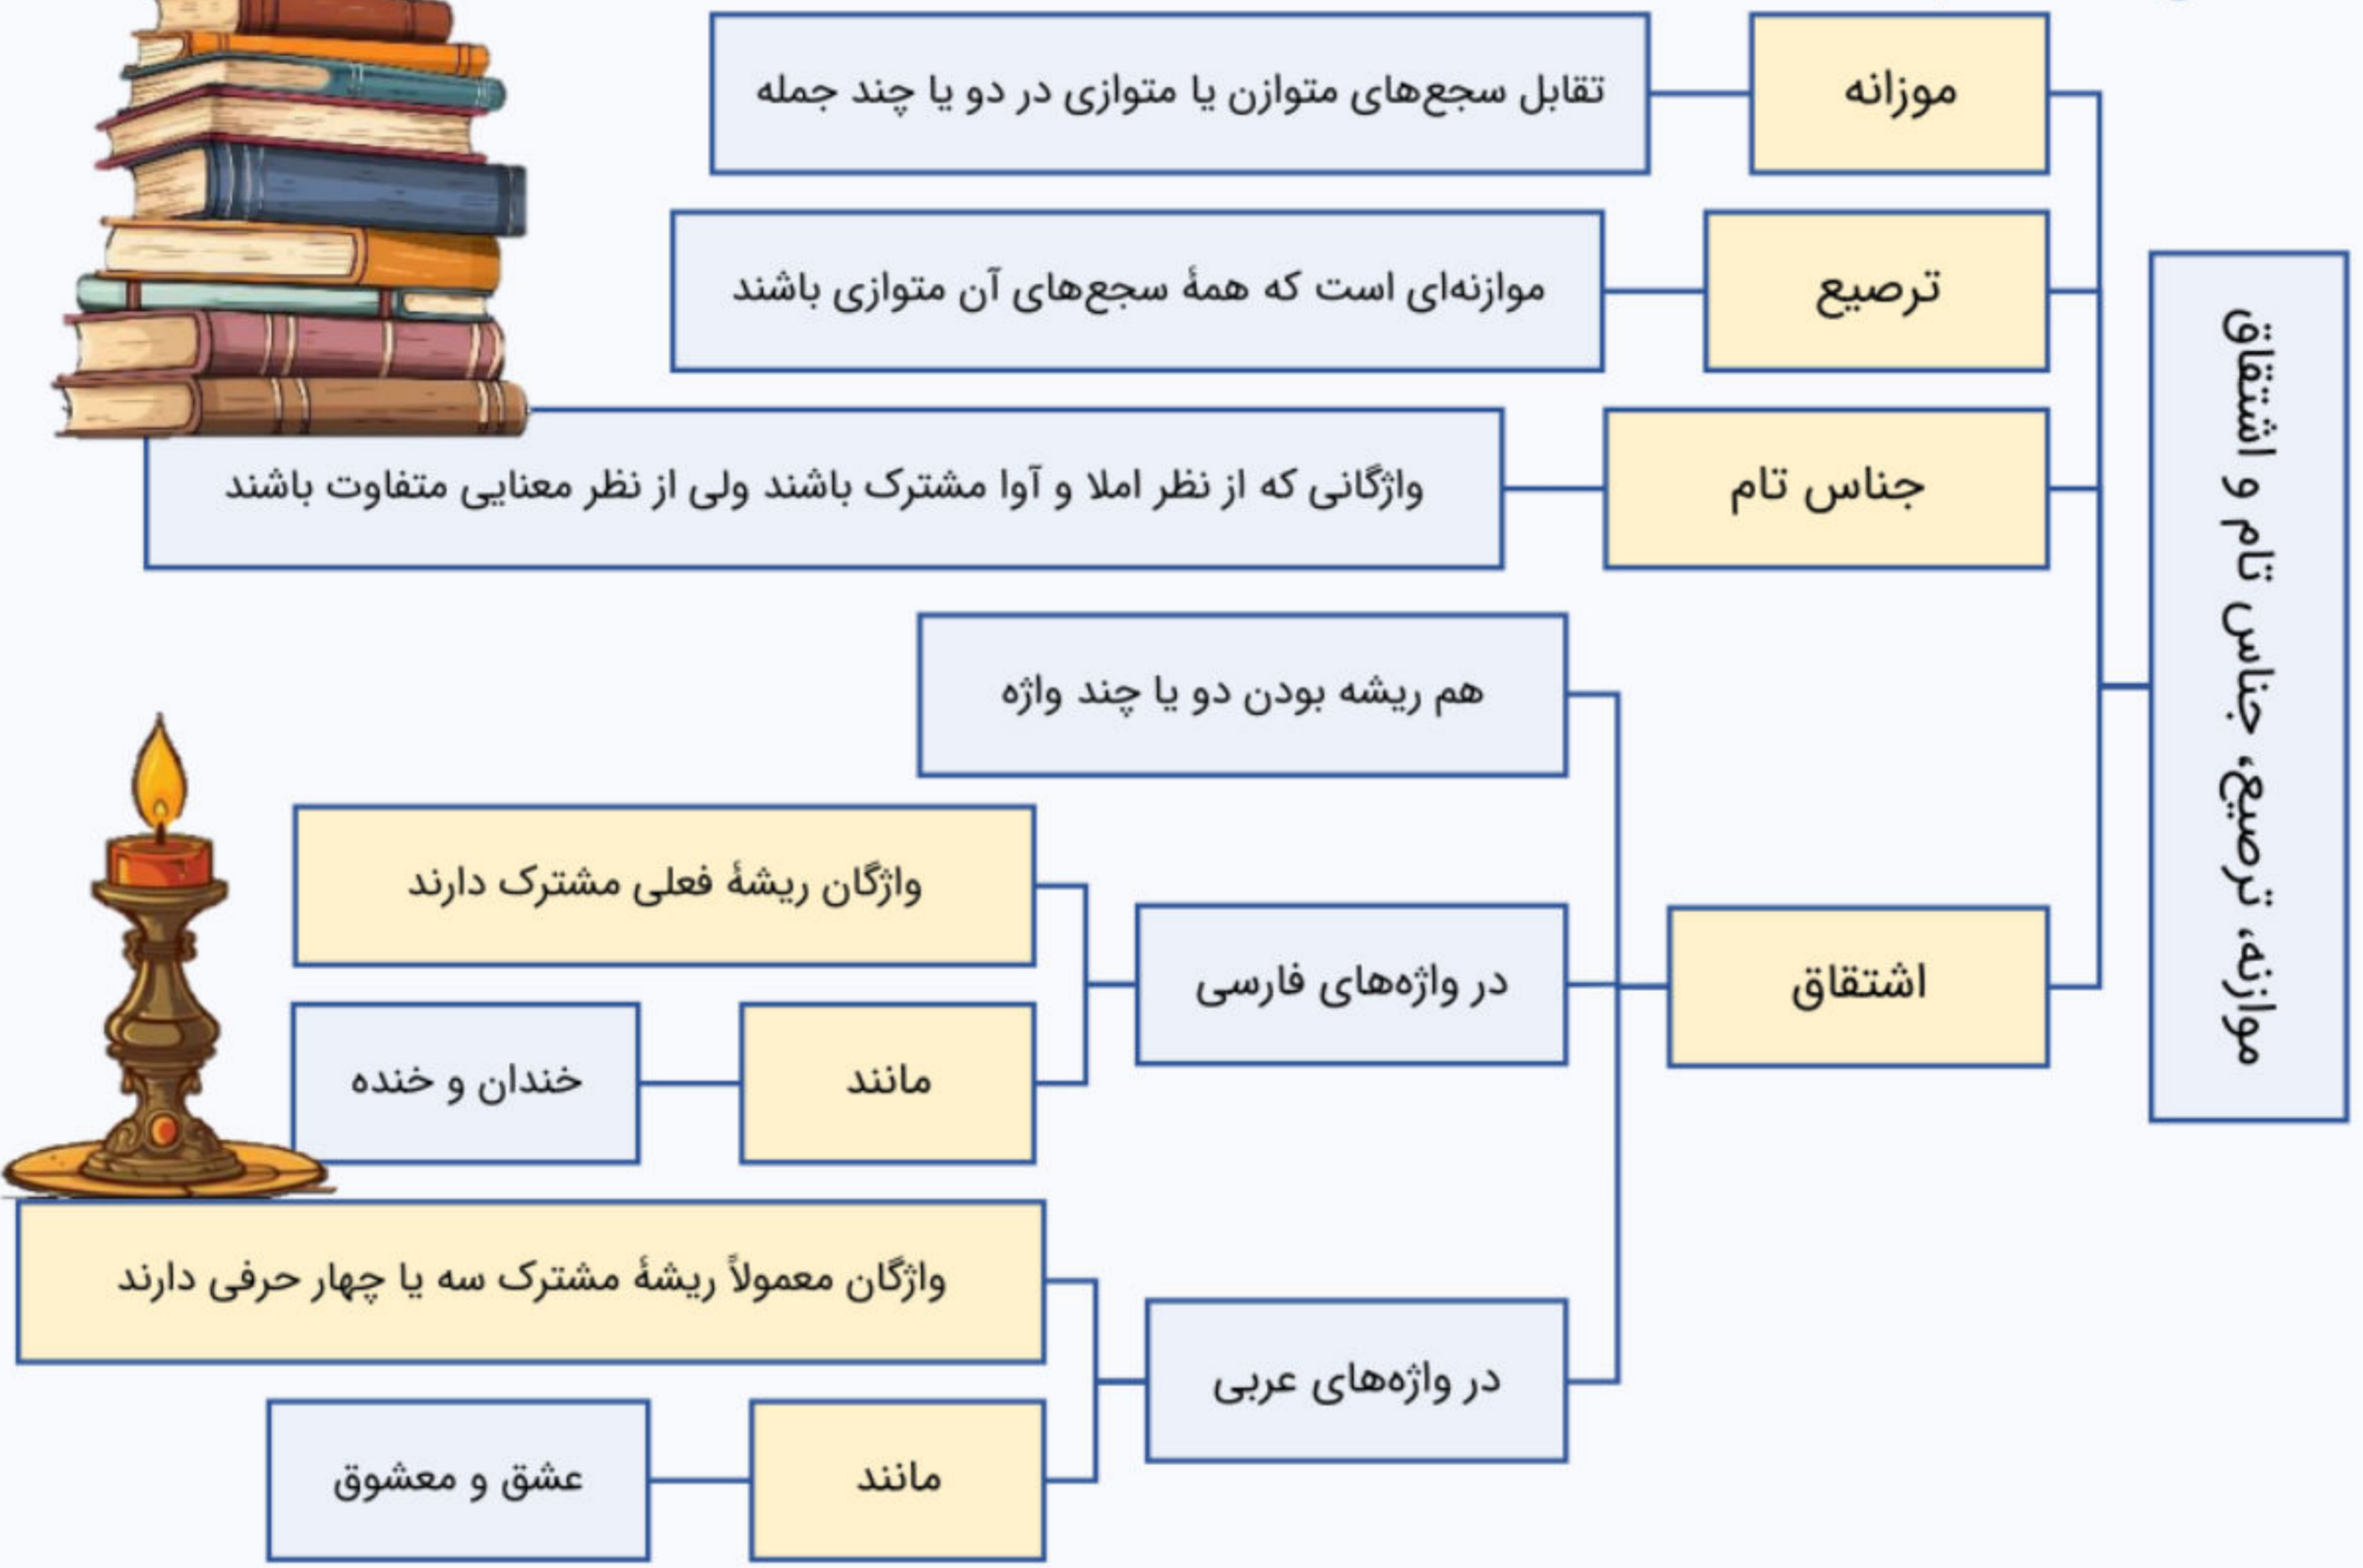 موازنه، ترصیع، جناس تام و اشتقاق
موزانه
تقابل سجع‌های متوازن یا متوازی در دو یا چند جمله
ترصیع
موازنه‌ای است که همۀ سجع‌های آن متوازی باشند
جناس تام
واژگانی که از نظر املا و آوا مشترک باشند ولی از نظر معنایی متفاوت باشند
اشتقاق
هم ریشه بودن دو یا چند واژه
در واژه‌های فارسی
واژگان ریشۀ فعلی مشترک دارند
مانند
خندان و خنده
در واژه‌های عربی
واژگان معمولاً ریشۀ مشترک سه یا چهار حرفی دارند
مانند
عشق و معشوق